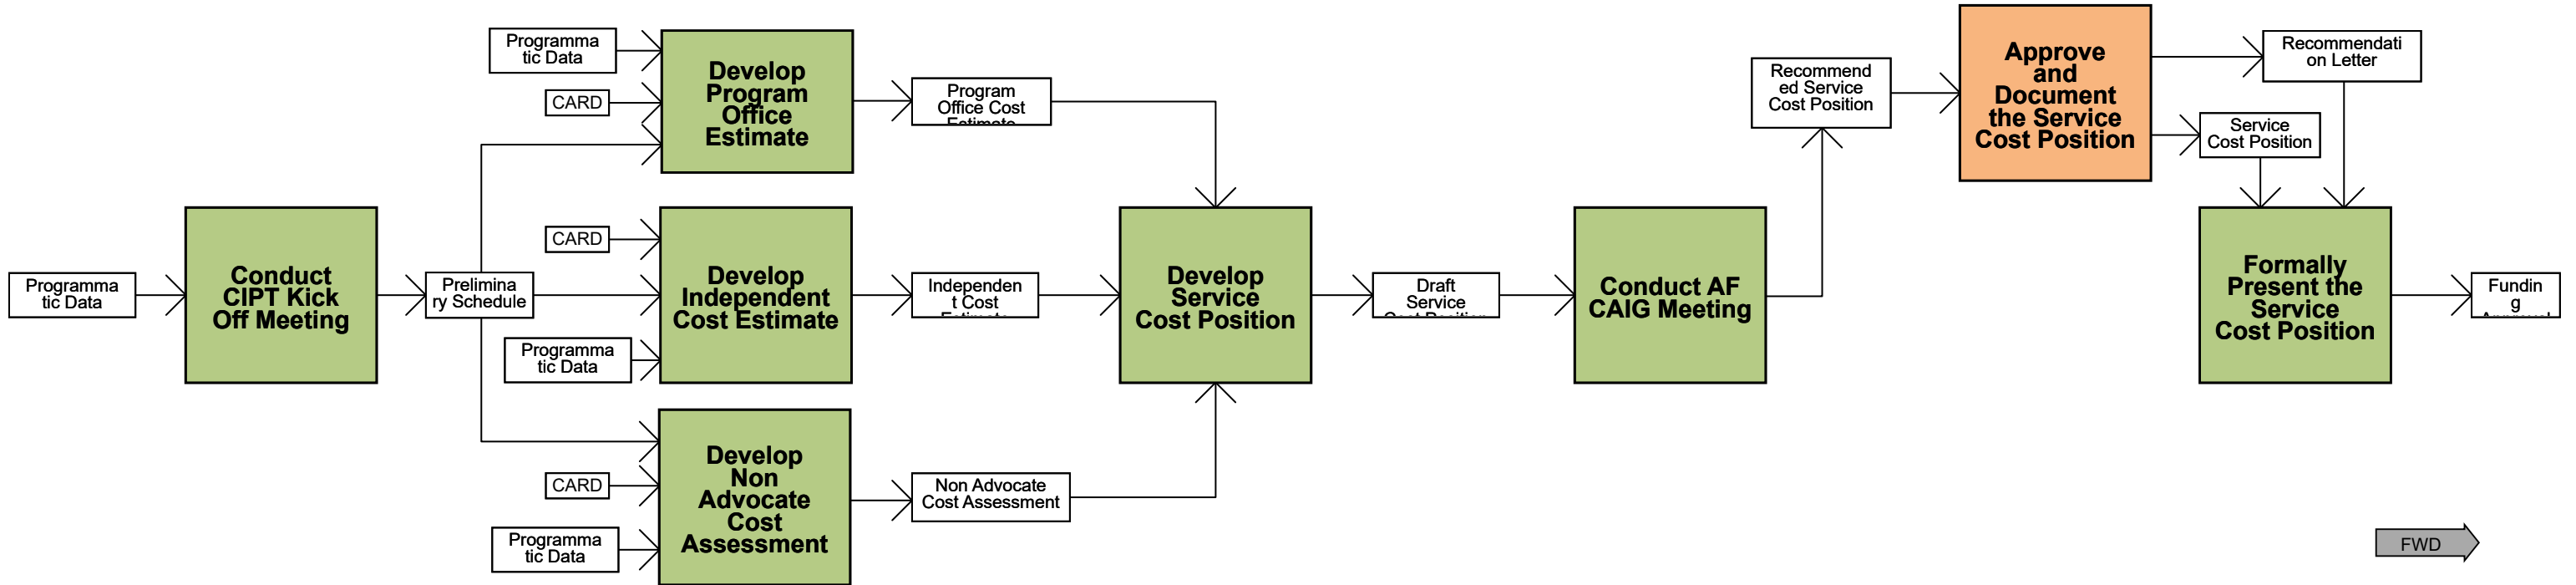 Programma
tic Data
Conduct
CIPT Kick
Off Meeting
Prelimina
ry Schedule
Programma
tic Data
CARD
Develop
Program
Office
Estimate
Program
Office Cost
Estimate
CARD
Programma
tic Data
Develop
Independent
Cost Estimate
Independen
t Cost
Estimate
CARD
Programma
tic Data
Develop
Non
Advocate
Cost
Assessment
Non Advocate
Cost Assessment
Develop
Service
Cost Position
Draft
Service
Cost Position
Conduct AF
CAIG Meeting
Recommend
ed Service
Cost Position
Approve
and
Document
the Service
Cost Position
Recommendati
on Letter
Service
Cost Position
Formally
Present the
Service
Cost Position
Fundin
g
FWD